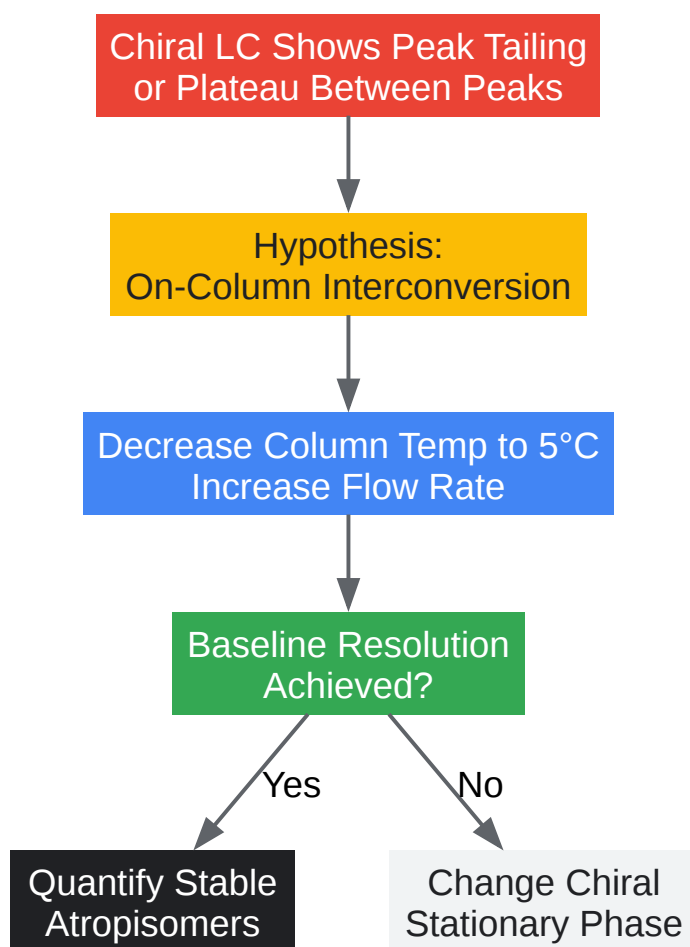 Chiral LC Shows Peak Tailing
or Plateau Between Peaks
Hypothesis:
On-Column Interconversion
Decrease Column Temp to 5°C
Increase Flow Rate
Baseline Resolution
Achieved?
Yes
No
Quantify Stable
Atropisomers
Change Chiral
Stationary Phase